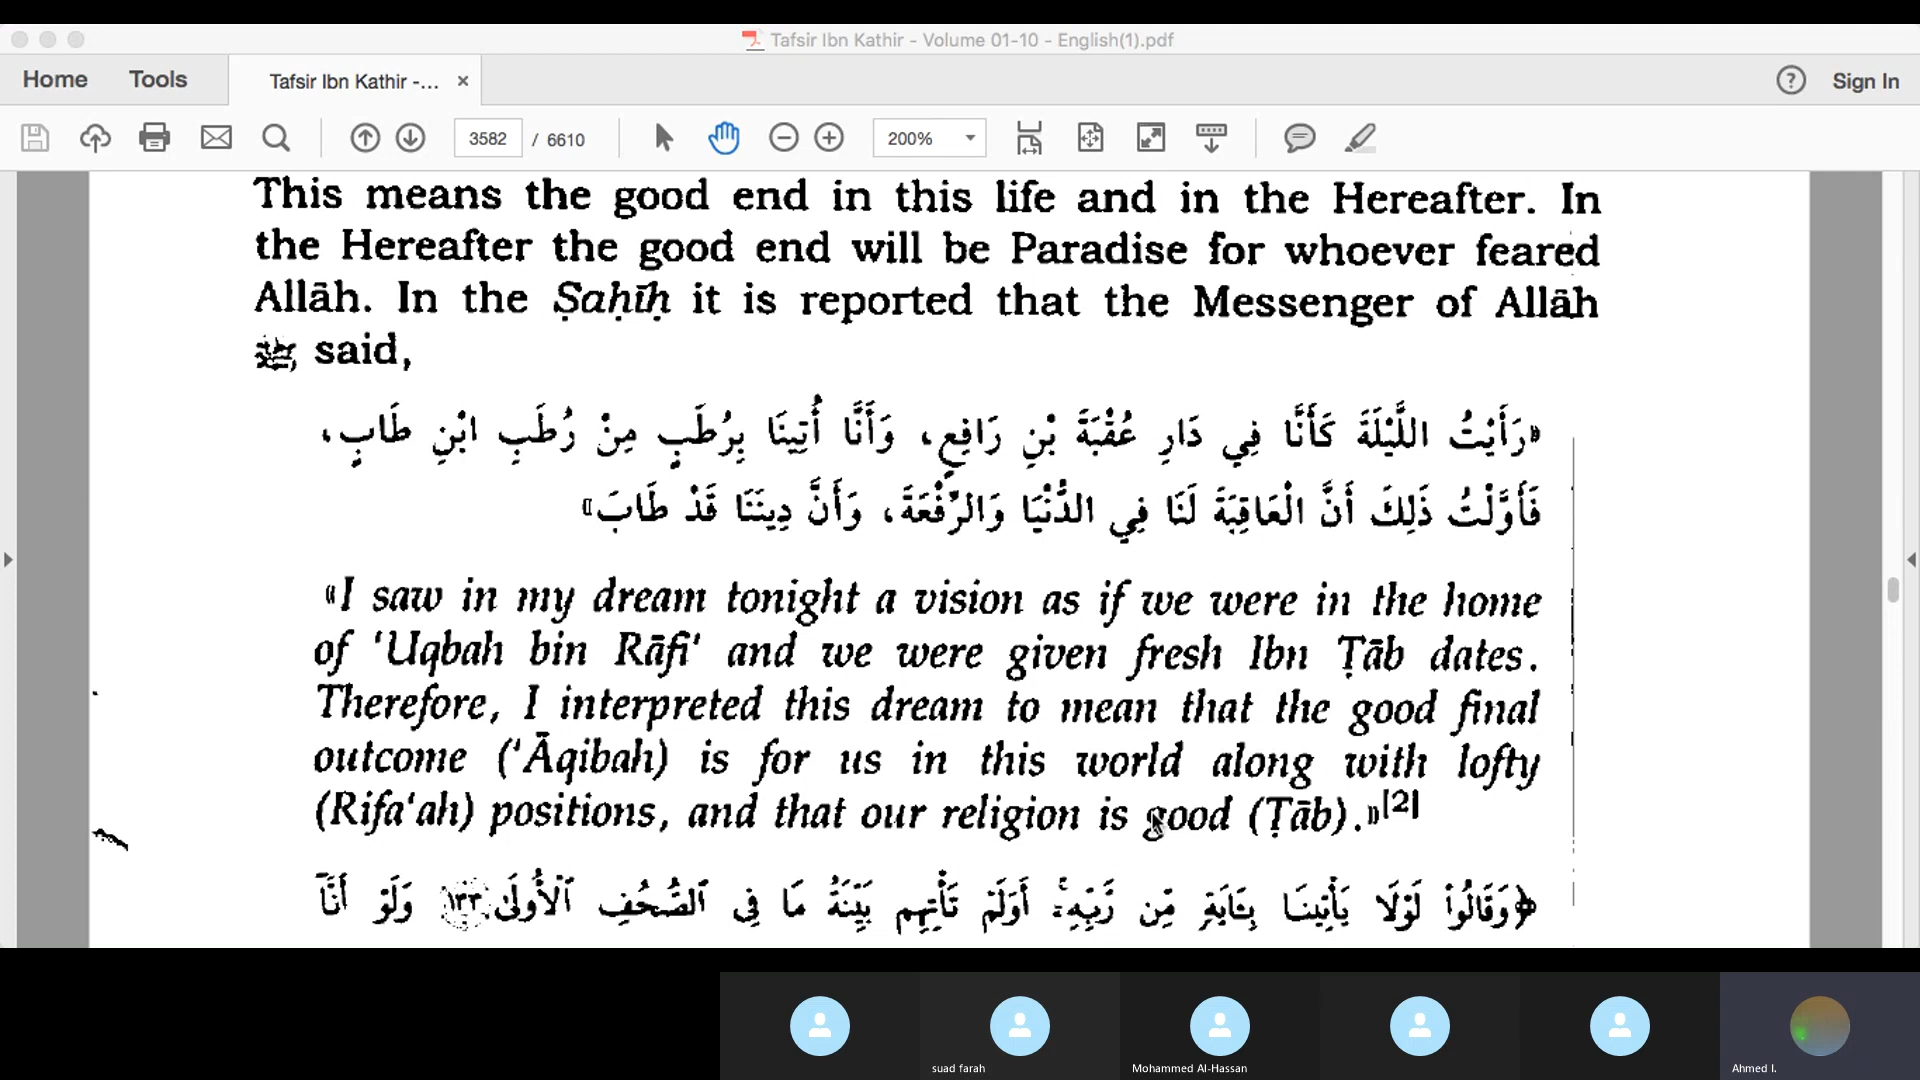 Tafsir Ibn Kathir - Volume 01-10 - English(1).pdf
Home Tools Tafsir Ibn Kathir -... × ? Sign In
3582 / 6610 200%
This means the good end in this life and in the Hereafter. In
the Hereafter the good end will be Paradise for whoever feared
Allāh. In the Ṣaḥīḥ it is reported that the Messenger of Allāh
ﷺ said,
«رَأَيْتُ اللَّيْلَةَ كَأَنَّا فِي دَارِ عُقْبَةَ بْنِ رَافِعٍ، وَأَنَّا أُتِينَا بِرُطَبٍ مِنْ رُطَبِ ابْنِ طَابٍ،
فَأَوَّلْتُ ذَلِكَ أَنَّ الْعَاقِبَةَ لَنَا فِي الدُّنْيَا وَالرِّفْعَةَ، وَأَنَّ دِينَنَا قَدْ طَابَ»
«I saw in my dream tonight a vision as if we were in the home
of ‘Uqbah bin Rāfi‘ and we were given fresh Ibn Ṭāb dates.
Therefore, I interpreted this dream to mean that the good final
outcome (‘Āqibah) is for us in this world along with lofty
(Rifa‘ah) positions, and that our religion is good (Ṭāb).»[2]
﴿وَقَالُوا۟ لَوْلَا يَأْتِينَا بِـَٔايَةٍ مِّن رَّبِّهِۦٓ ۚ أَوَلَمْ تَأْتِهِم بَيِّنَةُ مَا فِى ٱلصُّحُفِ ٱلْأُولَىٰ ١٣٣ وَلَوْ أَنَّآ
suad farah Mohammed Al-Hassan Ahmed I.